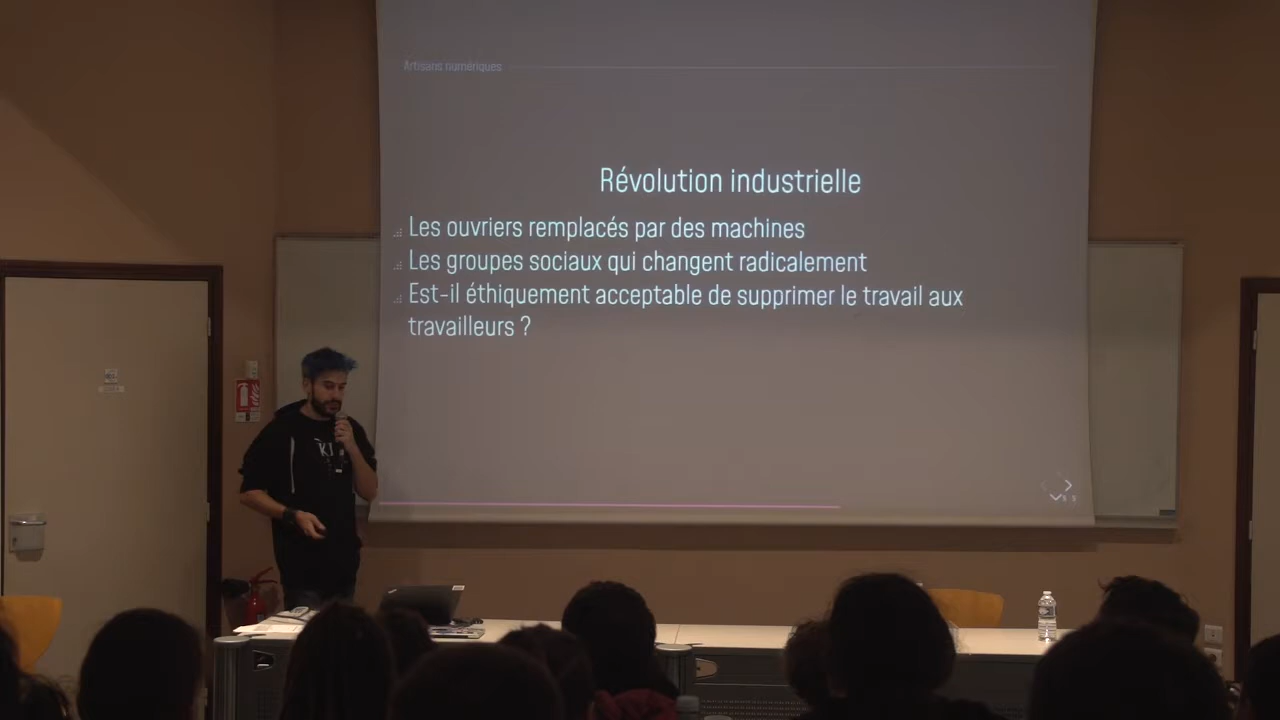 Artisans numériques
Révolution industrielle
Les ouvriers remplacés par des machines
Les groupes sociaux qui changent radicalement
Est-il éthiquement acceptable de supprimer le travail aux
travailleurs ?